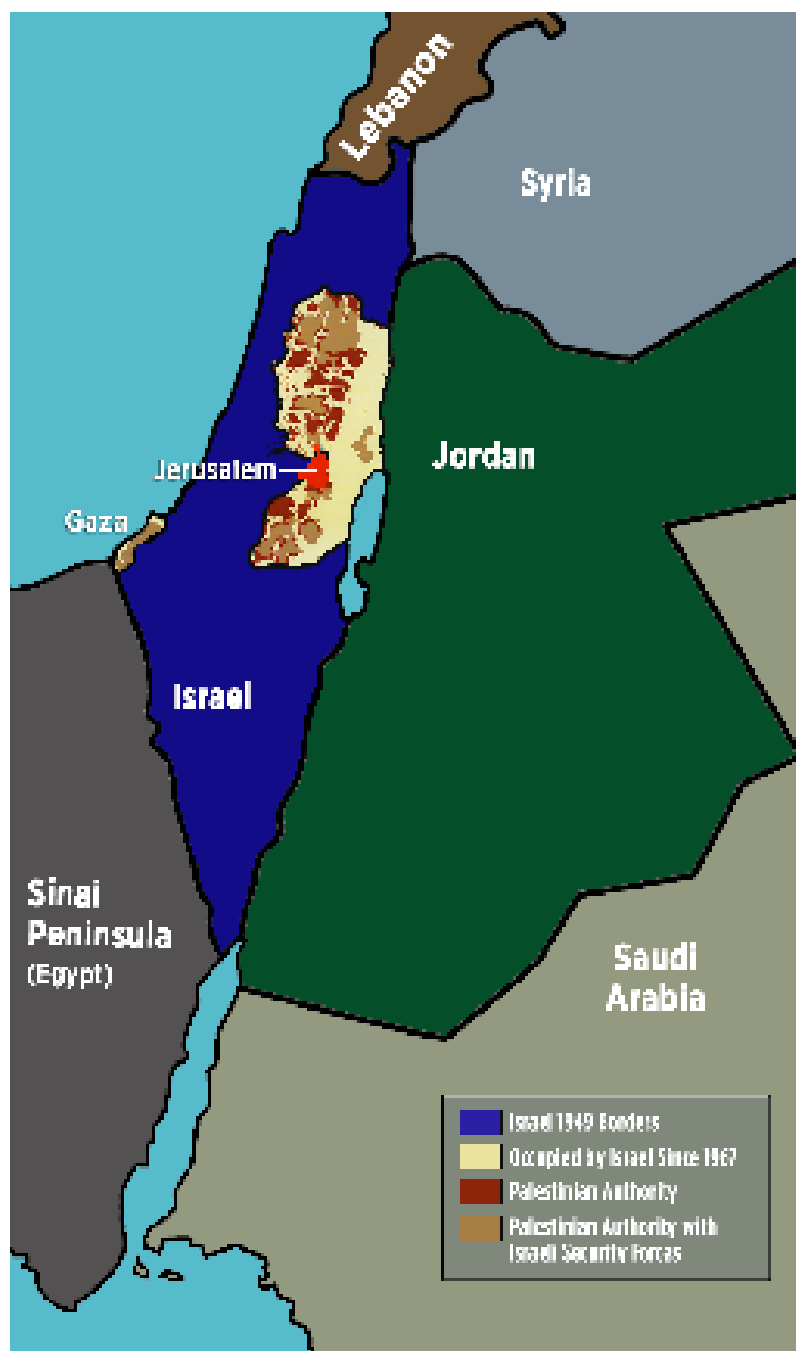 Lebanon
Syria
Jordan
Jerusalem
Gaza
Israel
Sinai
Peninsula
(Egypt)
Saudi
Arabia
Israel 1949 Borders
Occupied by Israel Since 1967
Palestinian Authority
Palestinian Authority with
Israeli Security Forcas